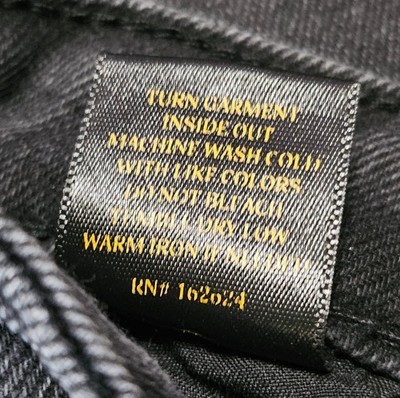 TURN GARMENT
INSIDE OUT
MACHINE WASH COLD
WITH LIKE COLORS
DO NOT BLEACH
TUMBLE DRY LOW
WARM IRON IF NEEDED
RN# 162624